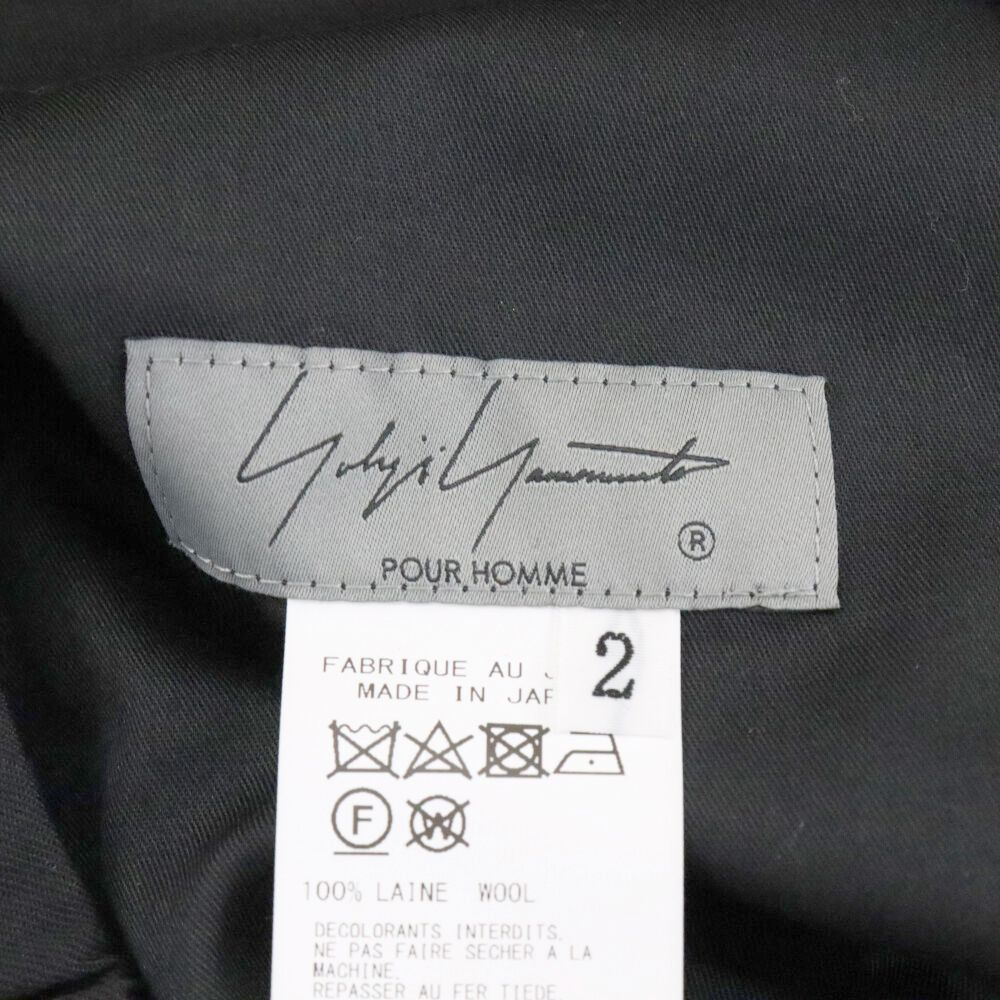 Yohji Yamamoto
®
POUR HOMME
2
FABRIQUE AU
MADE IN JAP
F
W
100% LAINE WOOL
DECOLORANTS INTERDITS.
NE PAS FAIRE SECHER A LA
MACHINE.
REPASSER AU FER TIEDE.